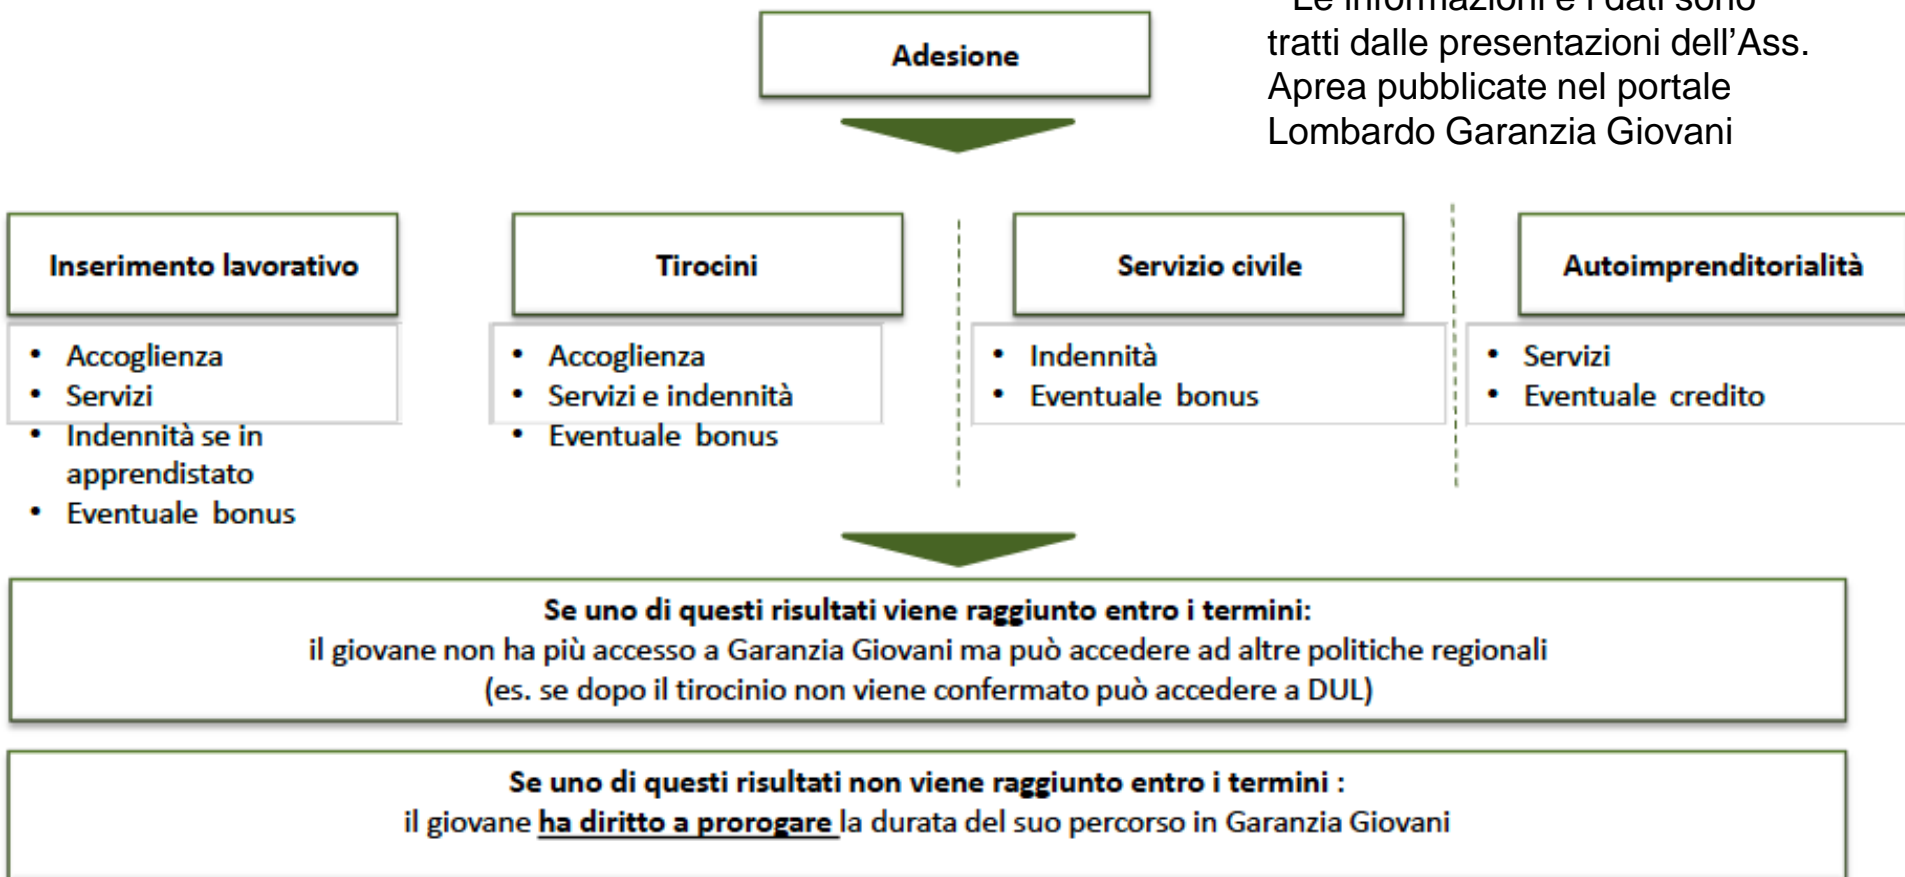 Le informazioni e i dati sono
tratti dalle presentazioni dell'Ass.
Aprea pubblicate nel portale
Lombardo Garanzia Giovani
Adesione
Inserimento lavorativo
• Accoglienza
• Servizi
• Indennità se in
apprendistato
• Eventuale bonus
Tirocini
• Accoglienza
• Servizi e indennità
• Eventuale bonus
Servizio civile
• Indennità
• Eventuale bonus
Autoimprenditorialità
• Servizi
• Eventuale credito
Se uno di questi risultati viene raggiunto entro i termini:
il giovane non ha più accesso a Garanzia Giovani ma può accedere ad altre politiche regionali
(es. se dopo il tirocinio non viene confermato può accedere a DUL)
Se uno di questi risultati non viene raggiunto entro i termini :
il giovane ha diritto a prorogare la durata del suo percorso in Garanzia Giovani